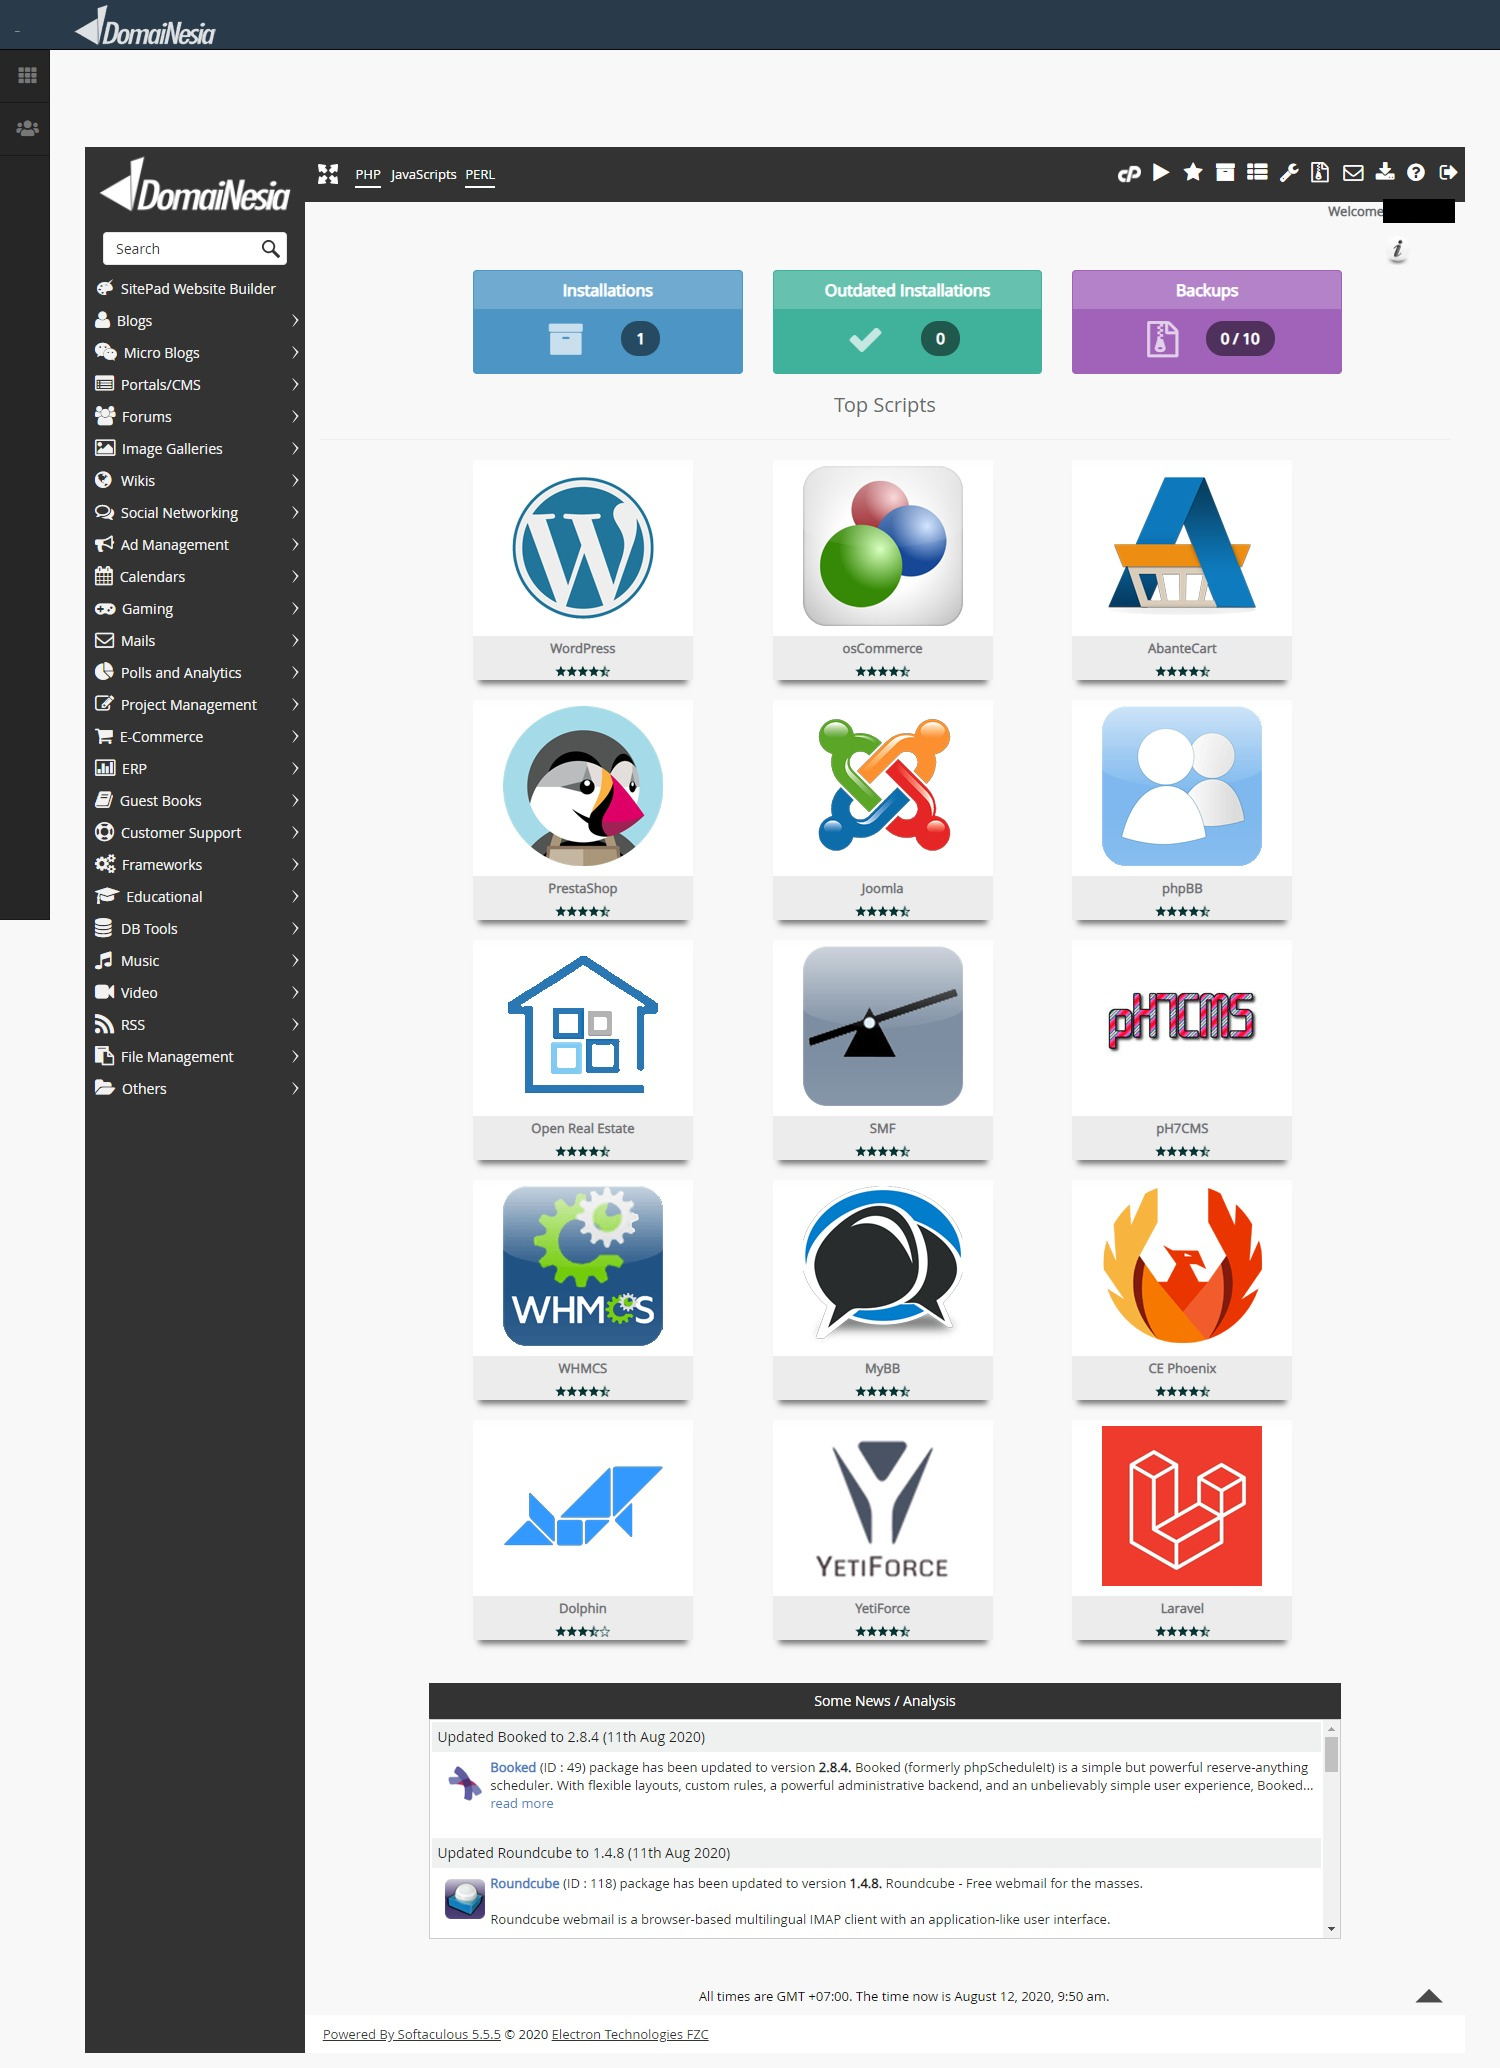 DomaiNesia
DomaiNesia
PHP JavaScripts PERL
cP
Welcome
Search
SitePad Website Builder
Blogs
Micro Blogs
Portals/CMS
Forums
Image Galleries
Wikis
Social Networking
Ad Management
Calendars
Gaming
Mails
Polls and Analytics
Project Management
E-Commerce
ERP
Guest Books
Customer Support
Frameworks
Educational
DB Tools
Music
Video
RSS
File Management
Others
Installations
1
Outdated Installations
0
Backups
0 / 10
Top Scripts
WordPress
osCommerce
AbanteCart
PrestaShop
Joomla
phpBB
pH7CMS
Open Real Estate
SMF
pH7CMS
WHMCS
WHMCS
MyBB
CE Phoenix
YETIFORCE
Dolphin
YetiForce
Laravel
Some News / Analysis
Updated Booked to 2.8.4 (11th Aug 2020)
Booked (ID : 49) package has been updated to version 2.8.4. Booked (formerly phpScheduleIt) is a simple but powerful reserve-anything
scheduler. With flexible layouts, custom rules, a powerful administrative backend, and an unbelievably simple user experience, Booked...
read more
Updated Roundcube to 1.4.8 (11th Aug 2020)
Roundcube (ID : 118) package has been updated to version 1.4.8. Roundcube - Free webmail for the masses.
Roundcube webmail is a browser-based multilingual IMAP client with an application-like user interface.
All times are GMT +07:00. The time now is August 12, 2020, 9:50 am.
Powered By Softaculous 5.5.5 © 2020 Electron Technologies FZC